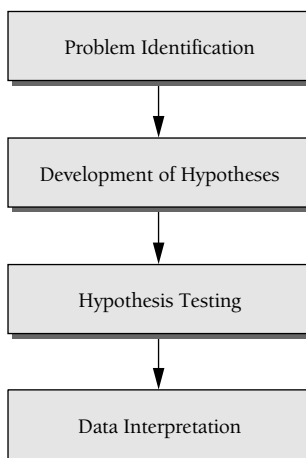 Problem Identification
Development of Hypotheses
Hypothesis Testing
Data Interpretation